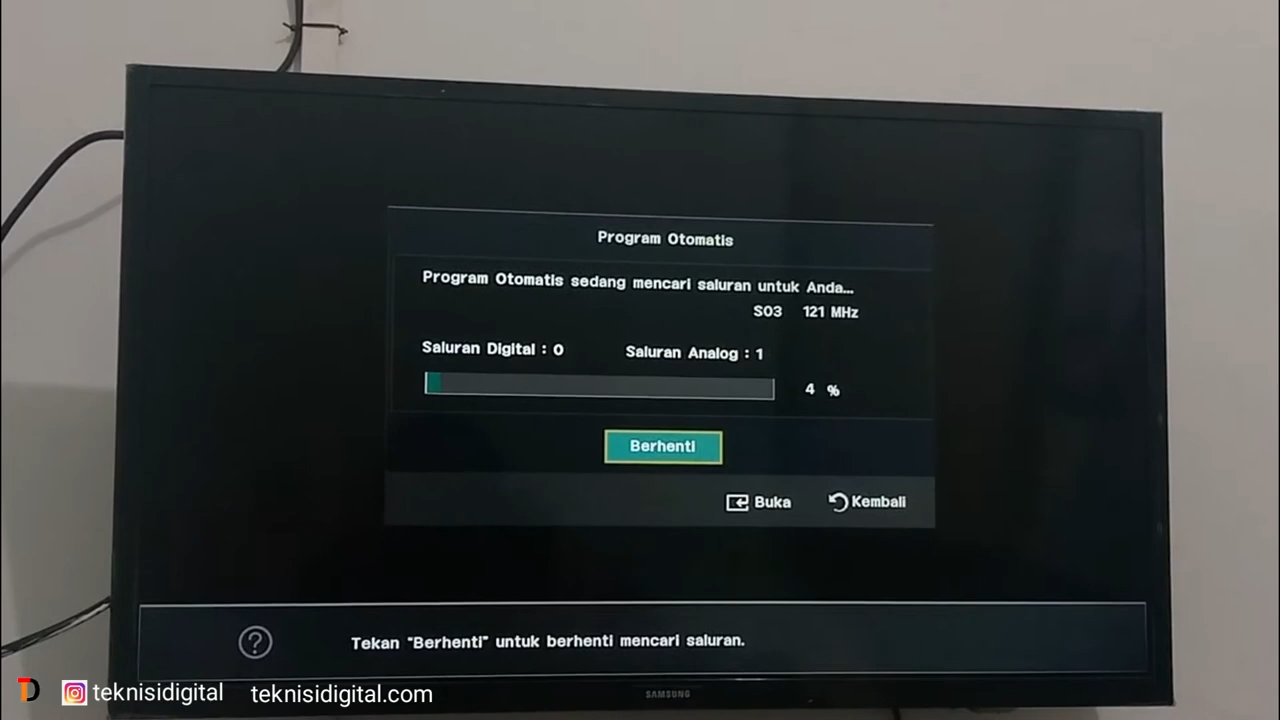 Program Otomatis
Program Otomatis sedang mencari saluran untuk Anda...
S03 121 MHz
Saluran Digital : 0 Saluran Analog : 1
4 %
Berhenti
Buka Kembali
? Tekan "Berhenti" untuk berhenti mencari saluran.
SAMSUNG
TD teknisidigital teknisidigital.com